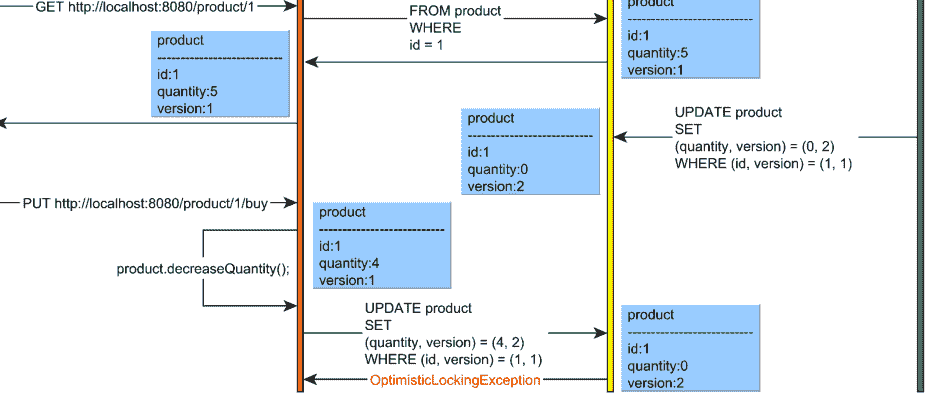 GET http://localhost:8080/product/1
FROM product
WHERE
id = 1
product
id:1
quantity:5
version:1
product
id:1
quantity:5
version:1
UPDATE product
SET
(quantity, version) = (0, 2)
WHERE (id, version) = (1, 1)
product
id:1
quantity:0
version:2
PUT http://localhost:8080/product/1/buy
product
id:1
quantity:4
version:1
product.decreaseQuantity();
UPDATE product
SET
(quantity, version) = (4, 2)
WHERE (id, version) = (1, 1)
product
id:1
quantity:0
version:2
OptimisticLockingException